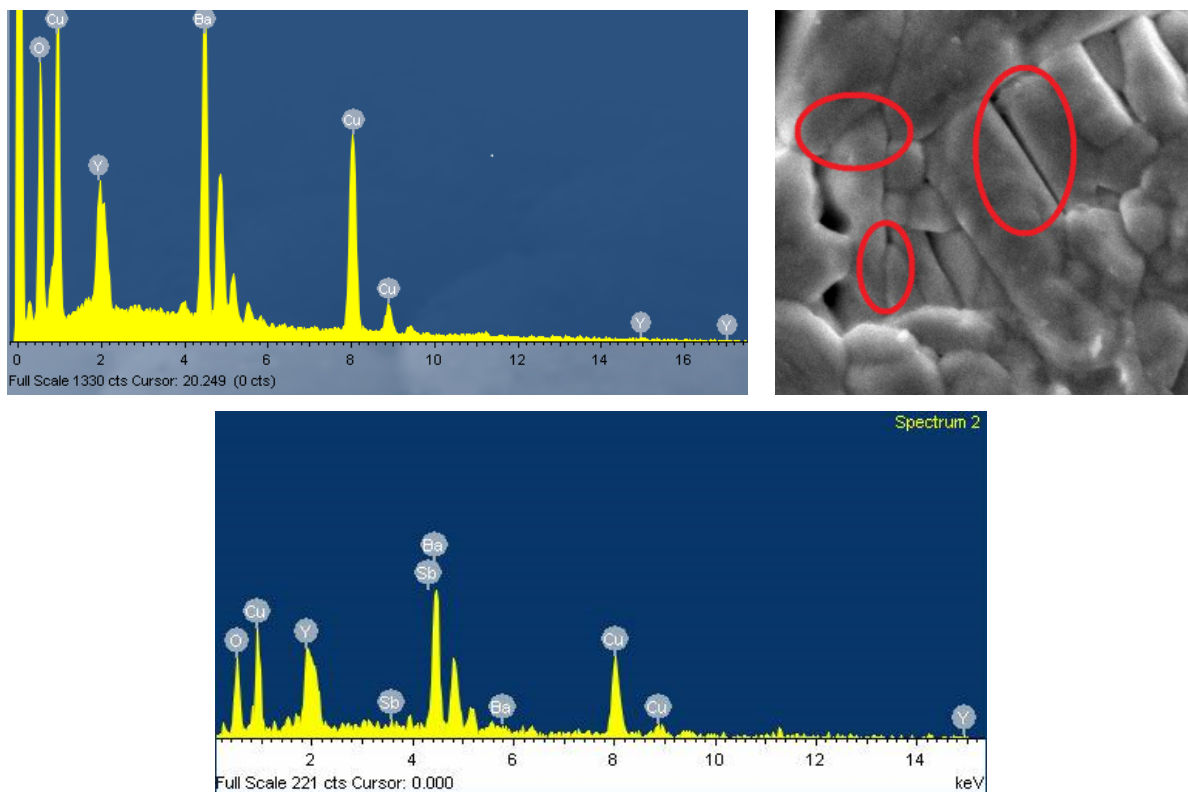 Cu
Ba
O
Cu
Y
Cu
Y
Y
0 2 4 6 8 10 12 14 16
Full Scale 1330 cts Cursor: 20.249 (0 cts)
Spectrum 2
Ba
Sb
Cu
Y
O
Cu
Sb
Ba
Cu
Y
2 4 6 8 10 12 14
Full Scale 221 cts Cursor: 0.000 keV